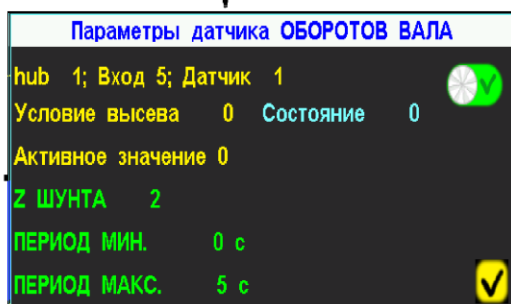 Параметры датчика ОБОРОТОВ ВАЛА
hub 1; Вход 5; Датчик 1
Условие высева 0 Состояние 0
Активное значение 0
Z ШУНТА 2
ПЕРИОД МИН. 0 с
ПЕРИОД МАКС. 5 с